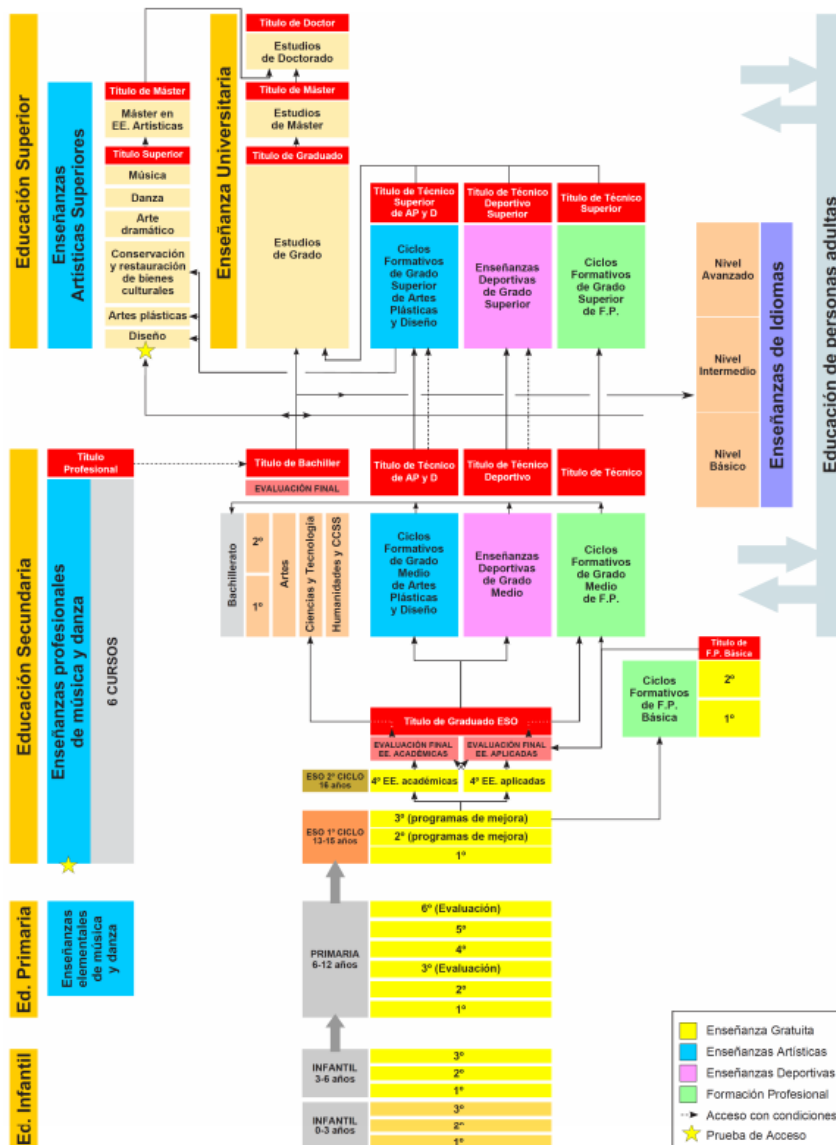 Educación Superior
Enseñanzas
Artísticas Superiores
Título de Máster
Máster en
EE. Artísticas
Título Superior
Música
Danza
Arte
dramático
Conservación
y restauración
de bienes
culturales
Artes plásticas
Diseño
Enseñanza Universitaria
Título de Doctor
Estudios
de Doctorado
Título de Máster
Estudios
de Máster
Título de Graduado
Estudios
de Grado
Título de Técnico
Superior
de AP y D
Ciclos
Formativos
de Grado
Superior
de Artes
Plásticas
y Diseño
Título de Técnico
Deportivo
Superior
Enseñanzas
Deportivas
de Grado
Superior
Título de Técnico
Superior
Ciclos
Formativos
de Grado
Superior
de F.P.
Nivel
Avanzado
Nivel
Intermedio
Nivel
Básico
Enseñanzas de Idiomas
Educación de personas adultas
Educación Secundaria
Título
Profesional
Enseñanzas profesionales
de música y danza
6 CURSOS
Título de Bachiller
EVALUACIÓN FINAL
Bachillerato
2º
1º
Artes
Ciencias y Tecnología
Humanidades y CCSS
Título de Técnico
de AP y D
Ciclos
Formativos
de Grado
Medio
de Artes
Plásticas
y Diseño
Título de Técnico
Deportivo
Enseñanzas
Deportivas
de Grado
Medio
Título de Técnico
Ciclos
Formativos
de Grado
Medio
de F.P.
Título de
F.P. Básica
Ciclos
Formativos
de F.P.
Básica
2º
1º
Título de Graduado ESO
EVALUACIÓN FINAL
EE. ACADÉMICAS
EVALUACIÓN FINAL
EE. APLICADAS
ESO 2º CICLO
16 años
4º EE. académicas
4º EE. aplicadas
ESO 1º CICLO
13-15 años
3º (programas de mejora)
2º (programas de mejora)
1º
Ed. Primaria
Enseñanzas
elementales
de música
y danza
PRIMARIA
6-12 años
6º (Evaluación)
5º
4º
3º (Evaluación)
2º
1º
Ed. Infantil
INFANTIL
3-6 años
3º
2º
1º
INFANTIL
0-3 años
3º
2º
1º
Enseñanza Gratuita
Enseñanzas Artísticas
Enseñanzas Deportivas
Formación Profesional
Acceso con condiciones
Prueba de Acceso